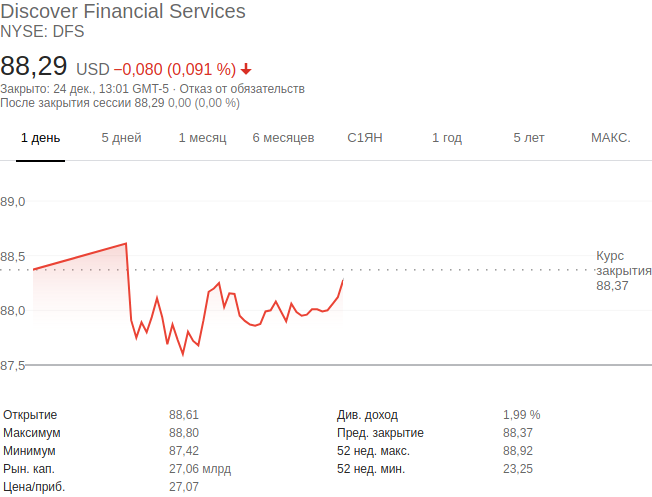 Discover Financial Services
NYSE: DFS
88,29 USD −0,080 (0,091 %)
Закрыто: 24 дек., 13:01 GMT-5 · Отказ от обязательств
После закрытия сессии 88,29 0,00 (0,00 %)
1 день 5 дней 1 месяц 6 месяцев С1ЯН 1 год 5 лет МАКС.
89,0
88,5
88,0
87,5
Курс
закрытия
88,37
Открытие 88,61 Див. доход 1,99 %
Максимум 88,80 Пред. закрытие 88,37
Минимум 87,42 52 нед. макс. 88,92
Рын. кап. 27,06 млрд 52 нед. мин. 23,25
Цена/приб. 27,07